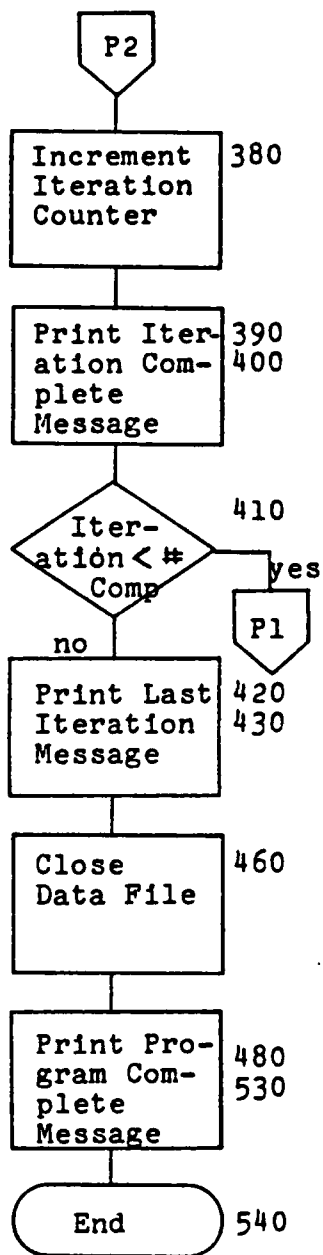 P2
Increment 380
Iteration
Counter
Print Iter- 390
ation Com- 400
plete
Message
Iter- 410
ation < #
Comp
yes
P1
no
Print Last 420
Iteration 430
Message
Close 460
Data File
Print Pro-
gram Com- 480
plete 530
Message
End 540